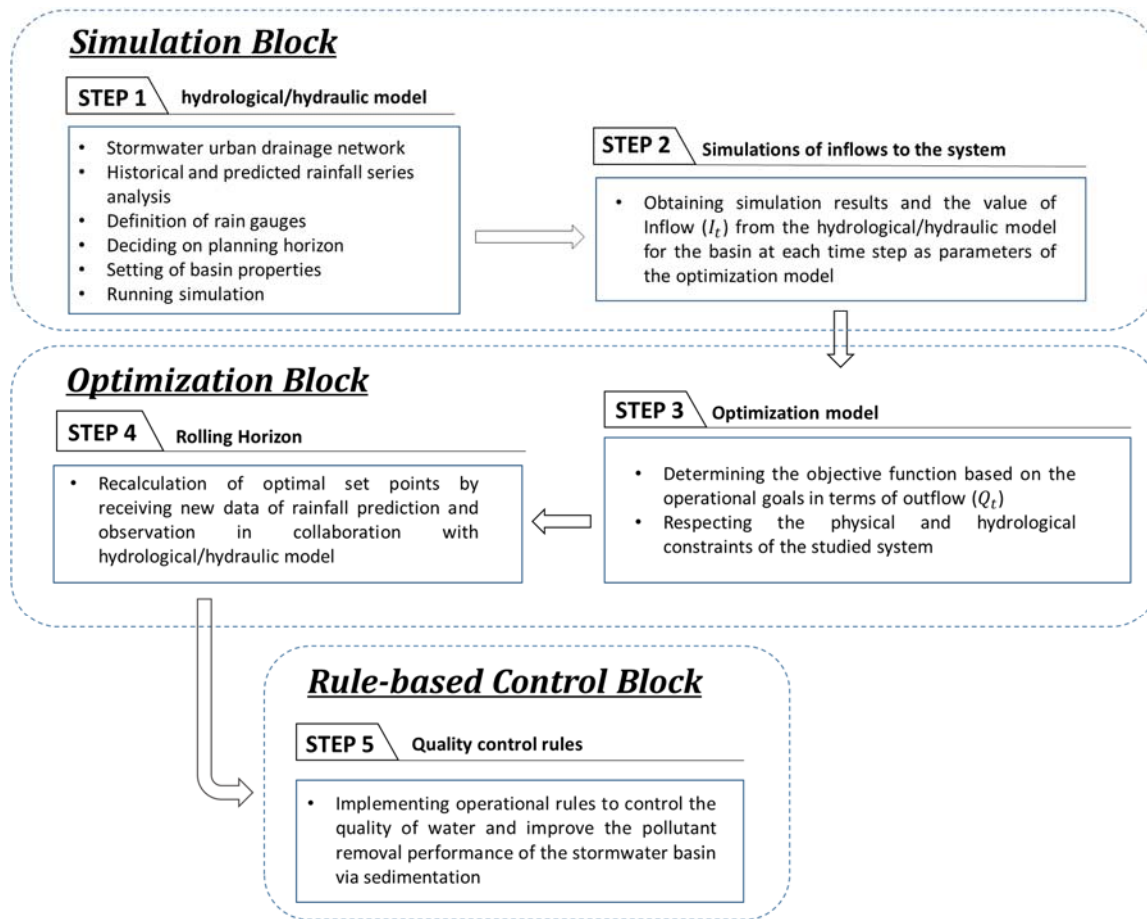 Simulation Block
STEP 1
hydrological/hydraulic model
• Stormwater urban drainage network
• Historical and predicted rainfall series
analysis
• Definition of rain gauges
• Deciding on planning horizon
• Setting of basin properties
• Running simulation
STEP 2
Simulations of inflows to the system
• Obtaining simulation results and the value of
Inflow (I_t) from the hydrological/hydraulic model
for the basin at each time step as parameters of
the optimization model
Optimization Block
STEP 3
Optimization model
• Determining the objective function based on the
operational goals in terms of outflow (Q_t)
• Respecting the physical and hydrological
constraints of the studied system
STEP 4
Rolling Horizon
• Recalculation of optimal set points by
receiving new data of rainfall prediction and
observation in collaboration with
hydrological/hydraulic model
Rule-based Control Block
STEP 5
Quality control rules
• Implementing operational rules to control the
quality of water and improve the pollutant
removal performance of the stormwater basin
via sedimentation